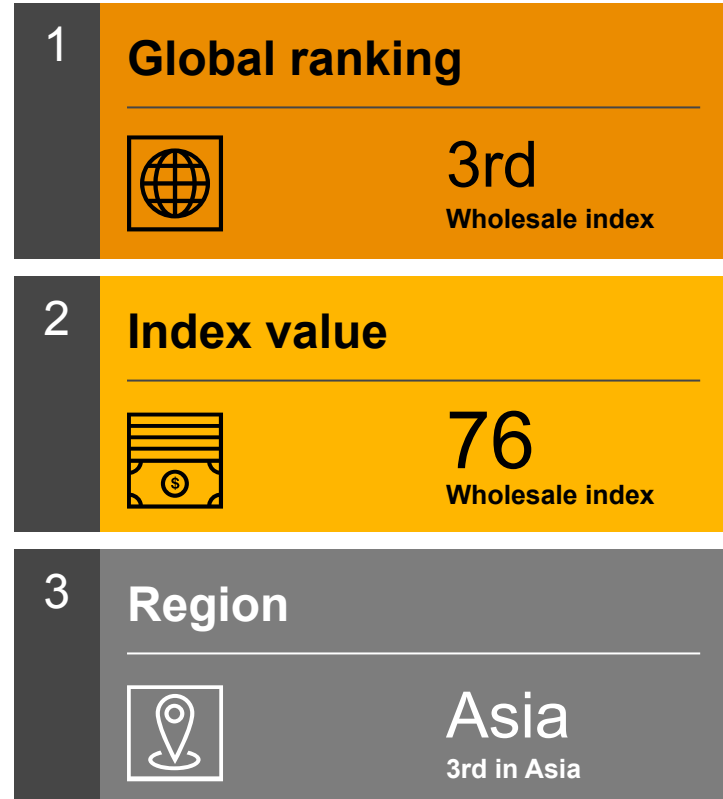 1
Global ranking
3rd
Wholesale index
2
Index value
$
76
Wholesale index
3
Region
Asia
3rd in Asia